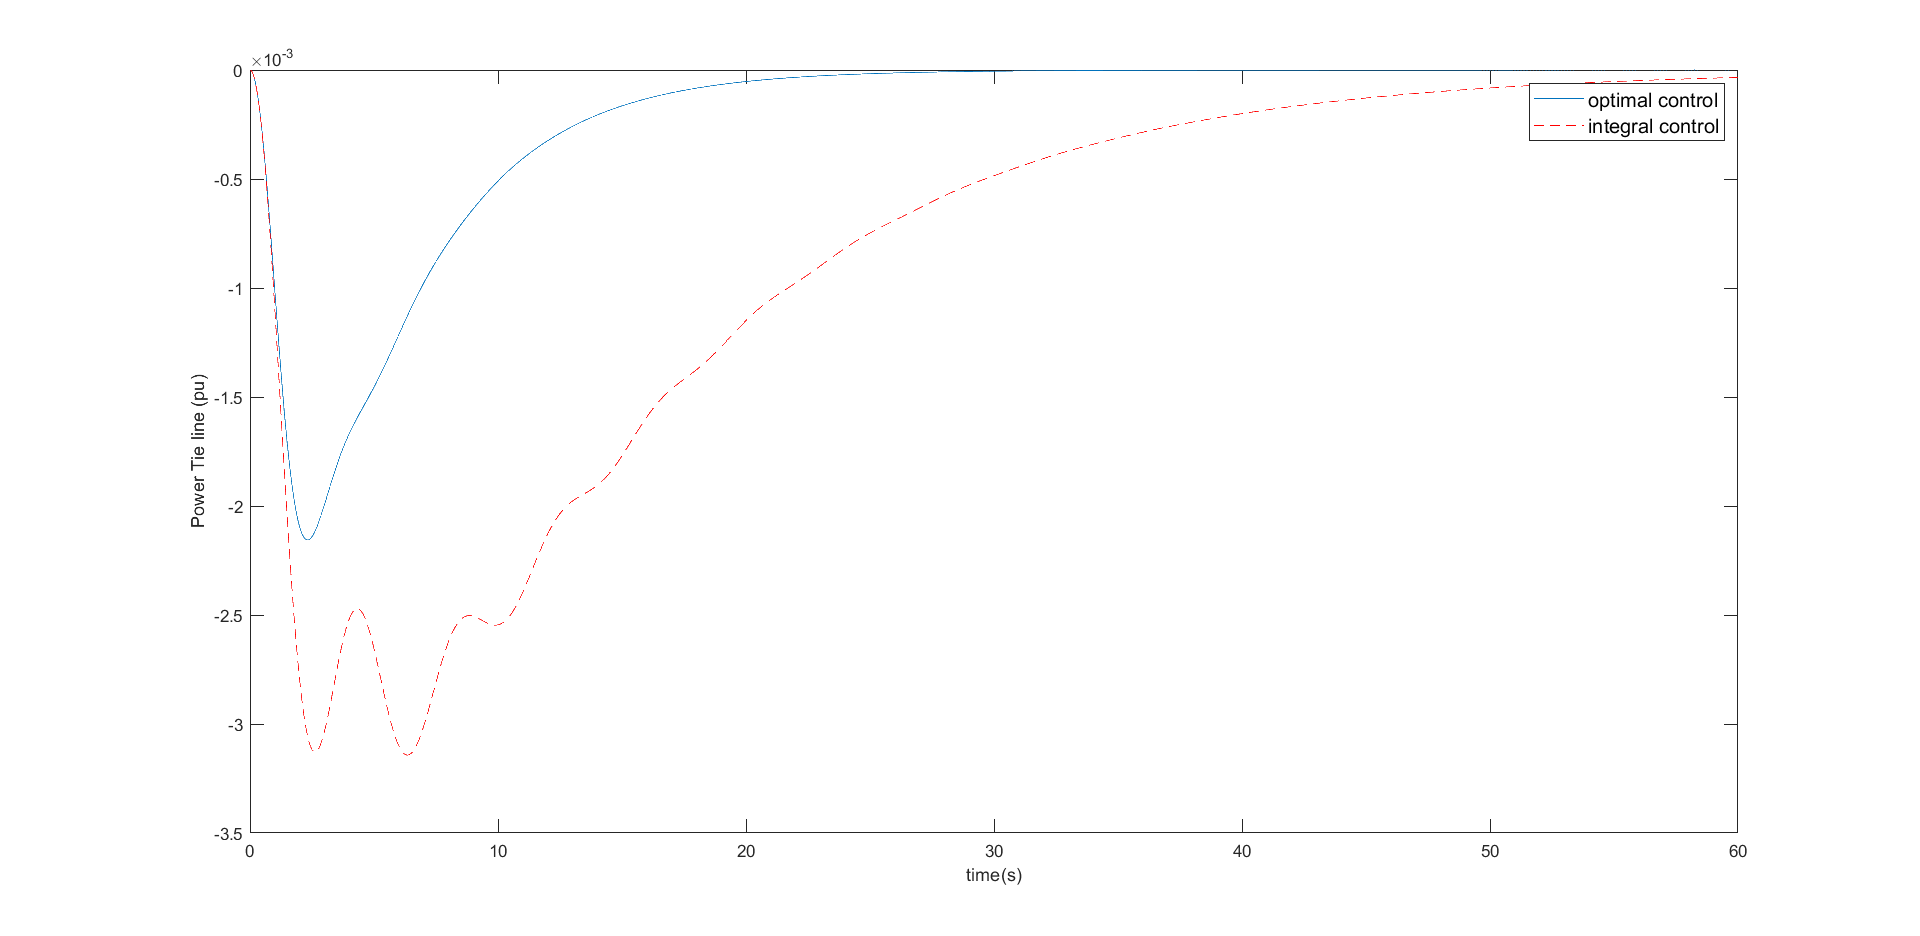 ×10-3
0
-0.5
-1
-1.5
-2
-2.5
-3
-3.5
Power Tie line (pu)
optimal control
integral control
0 10 20 30 40 50 60
time(s)